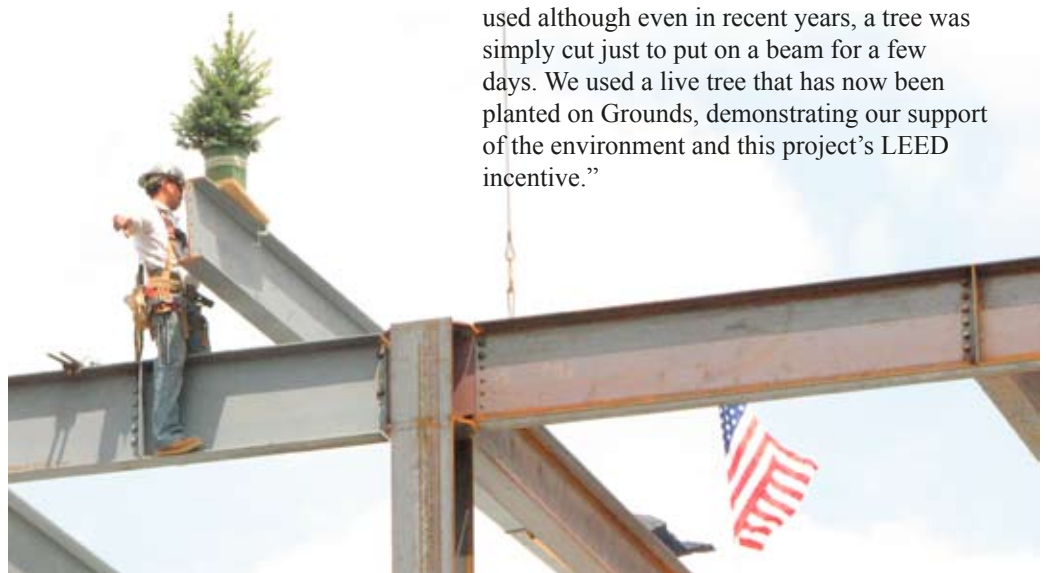 used although even in recent years, a tree was
simply cut just to put on a beam for a few
days. We used a live tree that has now been
planted on Grounds, demonstrating our support
of the environment and this project’s LEED
incentive.”